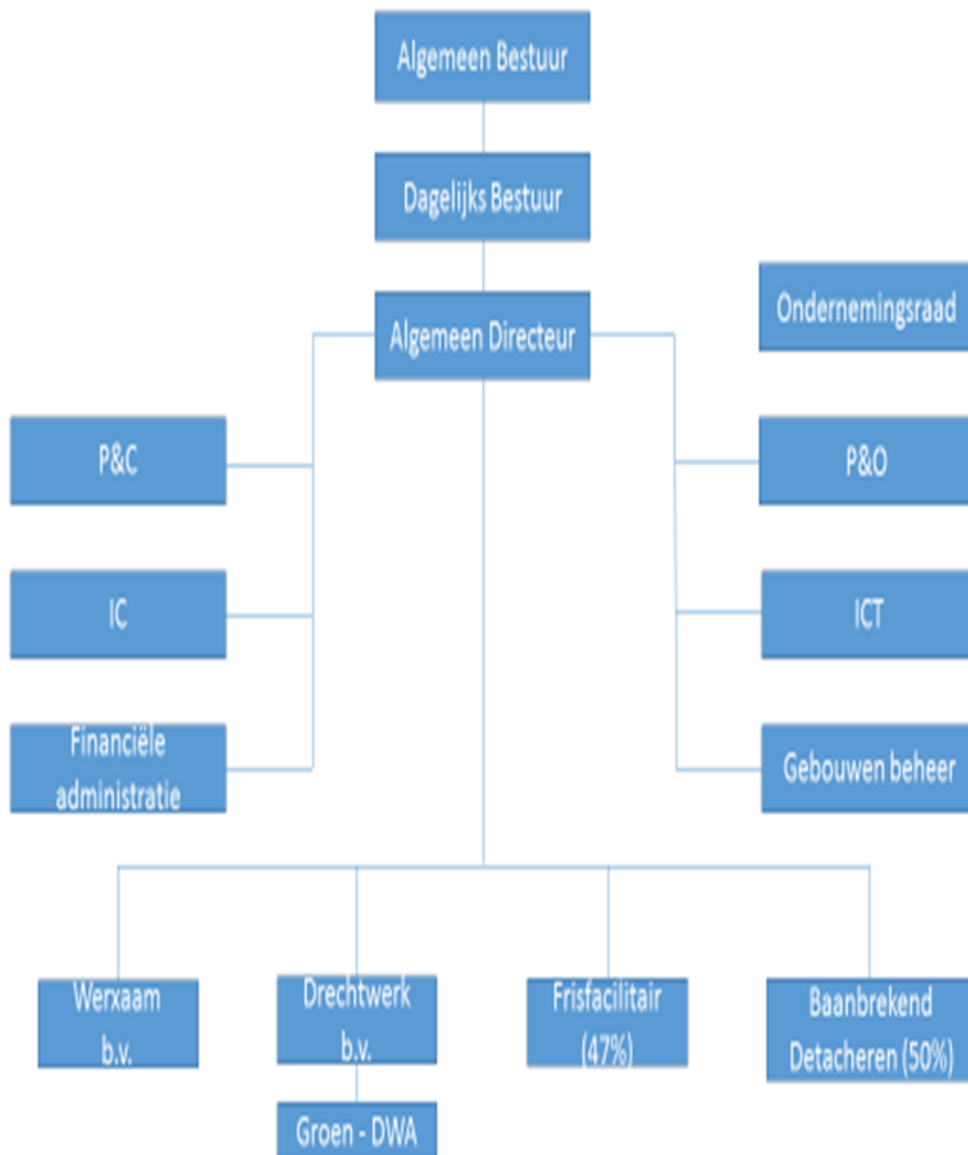 Algemeen Bestuur
Dagelijks Bestuur
Ondernemingsraad
Algemeen Directeur
P&C
P&O
IC
ICT
Financiële
administratie
Gebouwen beheer
Werxaam
b.v.
Drechtwerk
b.v.
Frisfacilitair
(47%)
Baanbrekend
Detacheren (50%)
Groen - DWA